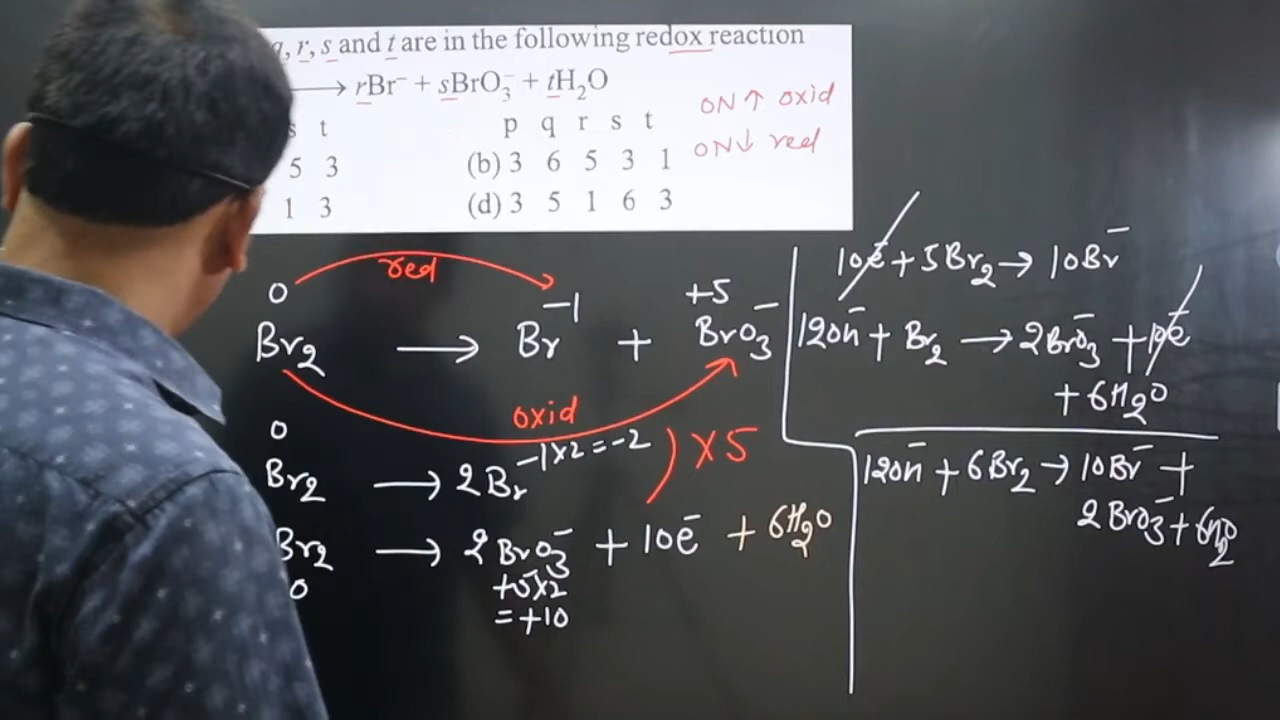 q, r, s and t are in the following redox reaction
⟶ rBr⁻ + sBrO₃⁻ + tH₂O
s t
p q r s t
5 3
(b) 3 6 5 3 1
1 3
(d) 3 5 1 6 3
ON↑ oxid
ON↓ red
red
0 -1 +5
Br₂ ⟶ Br + BrO₃⁻
oxid
0
Br₂ ⟶ 2Br⁻¹ˣ²⁼⁻²
)×5
Br₂ ⟶ 2BrO₃⁻ + 10e⁻ + 6H₂O
0 +5×2
=+10
10e⁻ + 5Br₂ → 10Br⁻
12OH⁻ + Br₂ → 2BrO₃⁻ + 10e⁻
+ 6H₂O
12OH⁻ + 6Br₂ → 10Br⁻ +
2BrO₃⁻ + 6H₂O